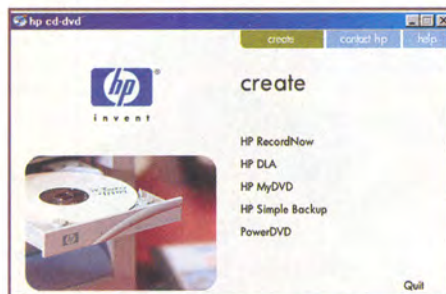 hp cd-dvd
create contact hp help
hp
®
invent
create
HP RecordNow
HP DLA
HP MyDVD
HP Simple Backup
PowerDVD
Quit